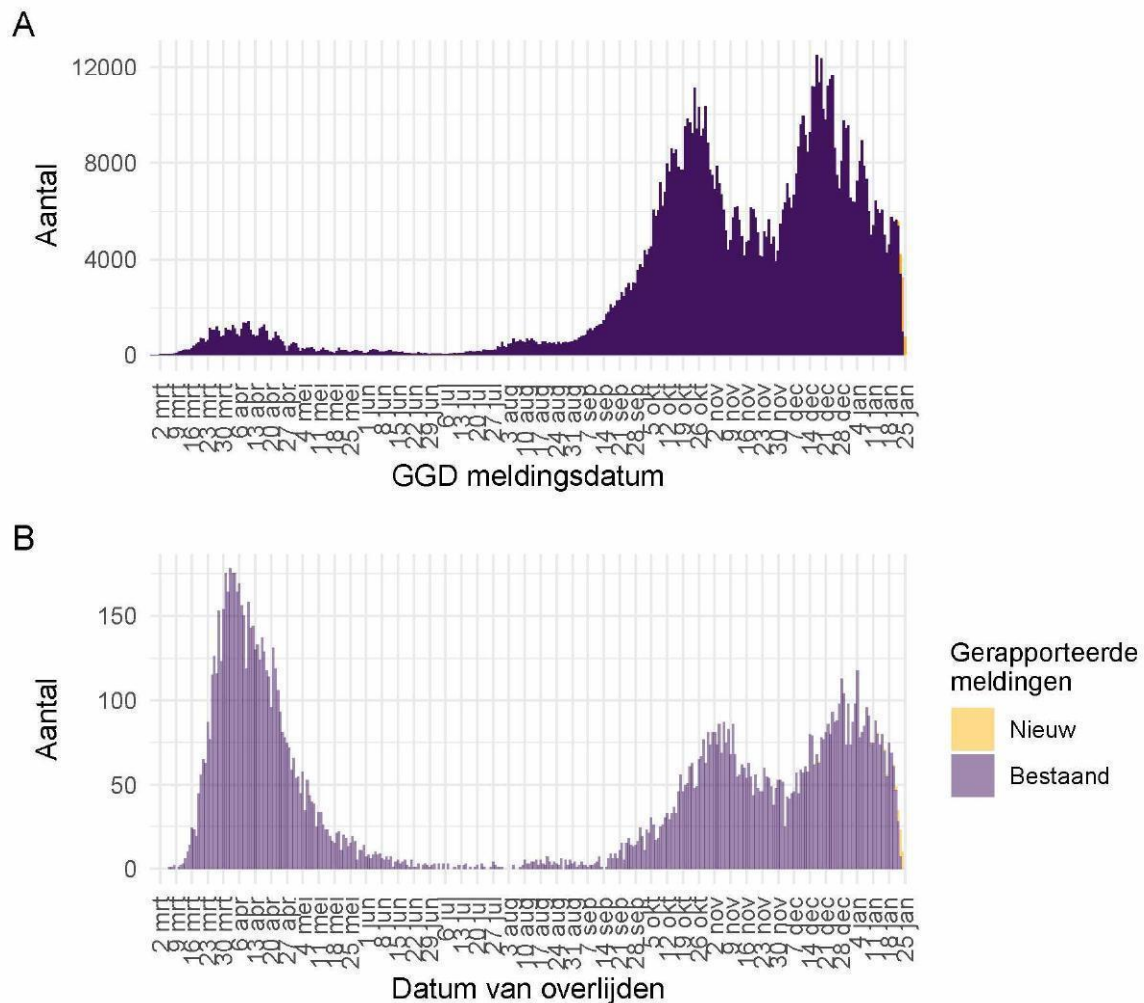 A
12000
8000
4000
0
Aantal
2 mrt
9 mrt
16 mrt
23 mrt
30 mrt
6 apr
13 apr
20 apr
27 apr
4 mei
11 mei
18 mei
25 mei
1 jun
8 jun
15 jun
22 jun
29 jun
6 jul
13 jul
20 jul
27 jul
3 aug
10 aug
17 aug
24 aug
31 aug
7 sep
14 sep
21 sep
28 sep
5 okt
12 okt
19 okt
26 okt
2 nov
9 nov
16 nov
23 nov
30 nov
7 dec
14 dec
21 dec
28 dec
4 jan
11 jan
18 jan
25 jan
GGD meldingsdatum
B
150
100
50
0
Aantal
2 mrt
9 mrt
16 mrt
23 mrt
30 mrt
6 apr
13 apr
20 apr
27 apr
4 mei
11 mei
18 mei
25 mei
1 jun
8 jun
15 jun
22 jun
29 jun
6 jul
13 jul
20 jul
27 jul
3 aug
10 aug
17 aug
24 aug
31 aug
7 sep
14 sep
21 sep
28 sep
5 okt
12 okt
19 okt
26 okt
2 nov
9 nov
16 nov
23 nov
30 nov
7 dec
14 dec
21 dec
28 dec
4 jan
11 jan
18 jan
25 jan
Datum van overlijden
Gerapporteerde
meldingen
Nieuw
Bestaand